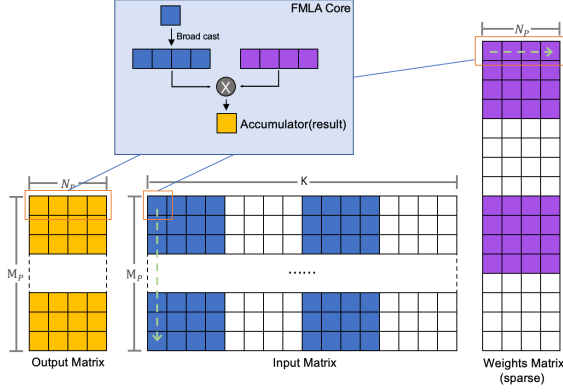 FMLA Core
Broad cast
X
Accumulator(result)
N_P
N_P
K
M_P
M_P
......
Output Matrix
Input Matrix
Weights Matrix
(sparse)